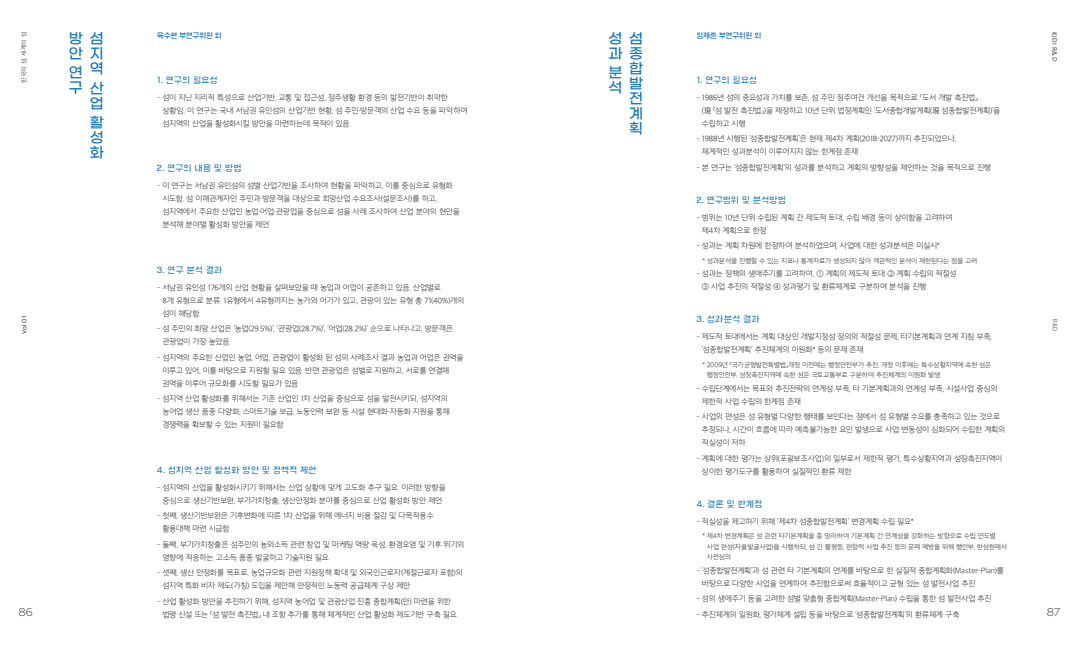 한국의 섬 세계의 섬
Vol.01
86
섬지역 산업 활성화
방안 연구
육수현 부연구위원 외
1. 연구의 필요성
- 섬이 지닌 지리적 특성으로 산업기반, 교통 및 접근성, 정주생활 환경 등의 발전기반이 취약한
상황임. 이 연구는 국내 서남권 유인섬의 산업기반 현황, 섬 주민·방문객의 산업 수요 등을 파악하여
섬지역의 산업을 활성화시킬 방안을 마련하는데 목적이 있음
2. 연구의 내용 및 방법
- 이 연구는 서남권 유인섬의 섬별 산업기반을 조사하여 현황을 파악하고, 이를 중심으로 유형화
시도함. 섬 이해관계자인 주민과 방문객을 대상으로 희망산업 수요조사(설문조사)를 하고,
섬지역에서 주요한 산업인 농업·어업·관광업을 중심으로 섬을 사례 조사하여 산업 분야의 현안을
분석해 분야별 활성화 방안을 제언
3. 연구 분석 결과
- 서남권 유인섬 176개의 산업 현황을 살펴보았을 때 농업과 어업이 공존하고 있음. 산업별로
8개 유형으로 분류. 1유형에서 4유형까지는 농가와 어가가 있고, 관광이 있는 유형 총 71(40%)개의
섬이 해당함
- 섬 주민의 희망 산업은 '농업(29.5%)', '관광업(28.7%)', '어업(28.2%)' 순으로 나타나고, 방문객은
관광업이 가장 높았음
- 섬지역의 주요한 산업인 농업, 어업, 관광업이 활성화 된 섬의 사례조사 결과 농업과 어업은 권역을
이루고 있어, 이를 바탕으로 지원할 필요 있음. 반면 관광업은 섬별로 지원하고, 서로를 연결해
권역을 이루어 규모화를 시도할 필요가 있음
- 섬지역 산업 활성화를 위해서는 기존 산업인 1차 산업을 중심으로 섬을 발전시키되, 섬지역의
농어업 생산 품종 다양화, 스마트기술 보급, 노동인력 보완 등 시설 현대화·자동화 지원을 통해
경쟁력을 확보할 수 있는 지원이 필요함
4. 섬지역 산업 활성화 방안 및 정책적 제언
- 섬지역의 산업을 활성화시키기 위해서는 산업 상황에 맞게 고도화 추구 필요. 이러한 방향을
중심으로 생산기반보완, 부가가치창출, 생산안정화 분야를 중심으로 산업 활성화 방안 제언
- 첫째, 생산기반보완은 기후변화에 따른 1차 산업을 위해 에너지 비용 절감 및 다목적용수
활용대책 마련 시급함
- 둘째, 부가가치창출은 섬주민의 농외소득 관련 창업 및 마케팅 역량 육성, 환경오염 및 기후 위기의
영향에 적응하는 고소득 품종 발굴하고 기술지원 필요
- 셋째, 생산 안정화를 목표로, 농업규모화 관련 지원정책 확대 및 외국인근로자(계절근로자 포함)의
섬지역 특화 비자 제도(가칭) 도입을 제안해 안정적인 노동력 공급체계 구상 제안
- 산업 활성화 방안을 추진하기 위해, 섬지역 농어업 및 관광산업 진흥 종합계획(안) 마련을 위한
법령 신설 또는 「섬 발전 촉진법」 내 조항 추가를 통해 체계적인 산업 활성화 제도기반 구축 필요
섬종합발전계획
성과 분석
임재준 부연구위원 외
1. 연구의 필요성
- 1986년 섬의 중요성과 가치를 보존, 섬 주민 정주여건 개선을 목적으로 「도서 개발 촉진법」
(現 「섬 발전 촉진법」)을 제정하고 10년 단위 법정계획인 '도서종합개발계획(現 섬종합발전계획)'을
수립하고 시행
- 1988년 시행된 '섬종합발전계획'은 현재 제4차 계획(2018-2027)까지 추진되었으나,
체계적인 성과분석이 이루어지지 않는 한계점 존재
- 본 연구는 '섬종합발전계획'의 성과를 분석하고 계획의 방향성을 제언하는 것을 목적으로 진행
2. 연구범위 및 분석방법
- 범위는 10년 단위 수립된 계획 간 제도적 토대, 수립 배경 등이 상이함을 고려하여
제4차 계획으로 한정
- 성과는 계획 차원에 한정하여 분석하였으며, 사업에 대한 성과분석은 미실시*
* 성과분석을 진행할 수 있는 지표나 통계자료가 생성되지 않아 객관적인 분석이 제한된다는 점을 고려
- 성과는 정책의 생애주기를 고려하여, ① 계획의 제도적 토대 ② 계획 수립의 적절성
③ 사업 추진의 적절성 ④ 성과평가 및 환류체계로 구분하여 분석을 진행
3. 성과분석 결과
- 제도적 토대에서는 계획 대상인 개발지정섬 정의의 적절성 문제, 타기본계획과 연계 지침 부족,
'섬종합발전계획' 추진체계의 이원화* 등의 문제 존재
* 2009년 「국가균형발전특별법」 개정 이전에는 행정안전부가 추진, 개정 이후에는 특수상황지역에 속한 섬은
행정안전부, 성장촉진지역에 속한 섬은 국토교통부로 구분하여 추진체계의 이원화 발생
- 수립단계에서는 목표와 추진전략의 연계성 부족, 타 기본계획과의 연계성 부족, 시설사업 중심의
제한적 사업 수립의 한계점 존재
- 사업의 편성은 섬 유형별 다양한 행태를 보인다는 점에서 섬 유형별 수요를 충족하고 있는 것으로
추정되나, 시간이 흐름에 따라 예측불가능한 요인 발생으로 사업 변동성이 심화되어 수립한 계획의
적실성이 저하
- 계획에 대한 평가는 상위(포괄보조사업)의 일부로서 제한적 평가, 특수상황지역과 성장촉진지역이
상이한 평가도구를 활용하여 실질적인 환류 제한
4. 결론 및 한계점
- 적실성을 제고하기 위해 '제4차 섬종합발전계획' 변경계획 수립 필요*
* 제4차 변경계획은 섬 관련 타기본계획을 총 망라하여 기본계획 간 연계성을 강화하는 방향으로 수립 연도별
사업 편성(자율발굴사업)을 시행하되, 섬 간 불평등, 편향적 사업 추진 등의 문제 예방을 위해 행안부, 한섬원에서
사전심의
- '섬종합발전계획'과 섬 관련 타 기본계획의 연계를 바탕으로 한 실질적 종합계획화(Master-Plan)를
바탕으로 다양한 사업을 연계하여 추진함으로써 효율적이고 균형 있는 섬 발전사업 추진
- 섬의 생애주기 등을 고려한 섬별 맞춤형 종합계획(Master-Plan) 수립을 통한 섬 발전사업 추진
- 추진체계의 일원화, 평가체계 설립 등을 바탕으로 '섬종합발전계획'의 환류체계 구축
KIDI R&D
R&D
87